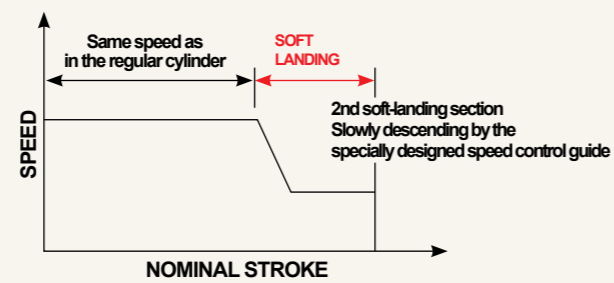 Same speed as
in the regular cylinder
SOFT
LANDING
2nd soft-landing section
Slowly descending by the
specially designed speed control guide
SPEED
NOMINAL STROKE